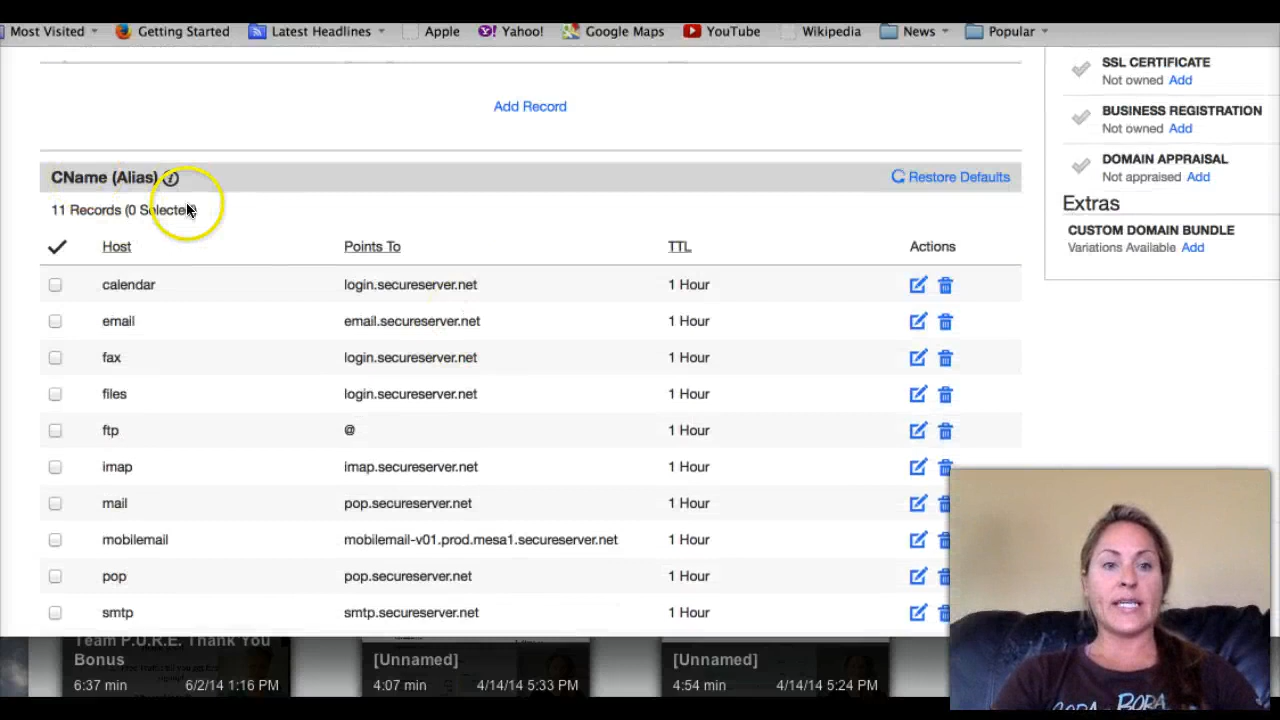 Most Visited Getting Started Latest Headlines Apple Yahoo! Google Maps YouTube Wikipedia News Popular
SSL CERTIFICATE
Not owned Add
Add Record
BUSINESS REGISTRATION
Not owned Add
DOMAIN APPRAISAL
Not appraised Add
CName (Alias) Restore Defaults
Extras
11 Records (0 Selected)
CUSTOM DOMAIN BUNDLE
Variations Available Add
Host Points To TTL Actions
calendar login.secureserver.net 1 Hour
email email.secureserver.net 1 Hour
fax login.secureserver.net 1 Hour
files login.secureserver.net 1 Hour
ftp @ 1 Hour
imap imap.secureserver.net 1 Hour
mail pop.secureserver.net 1 Hour
mobilemail mobilemail-v01.prod.mesa1.secureserver.net 1 Hour
pop pop.secureserver.net 1 Hour
smtp smtp.secureserver.net 1 Hour
Team P.U.R.E. Thank You
Bonus [Unnamed] [Unnamed]
6:37 min 6/2/14 1:16 PM 4:07 min 4/14/14 5:33 PM 4:54 min 4/14/14 5:24 PM
BORA